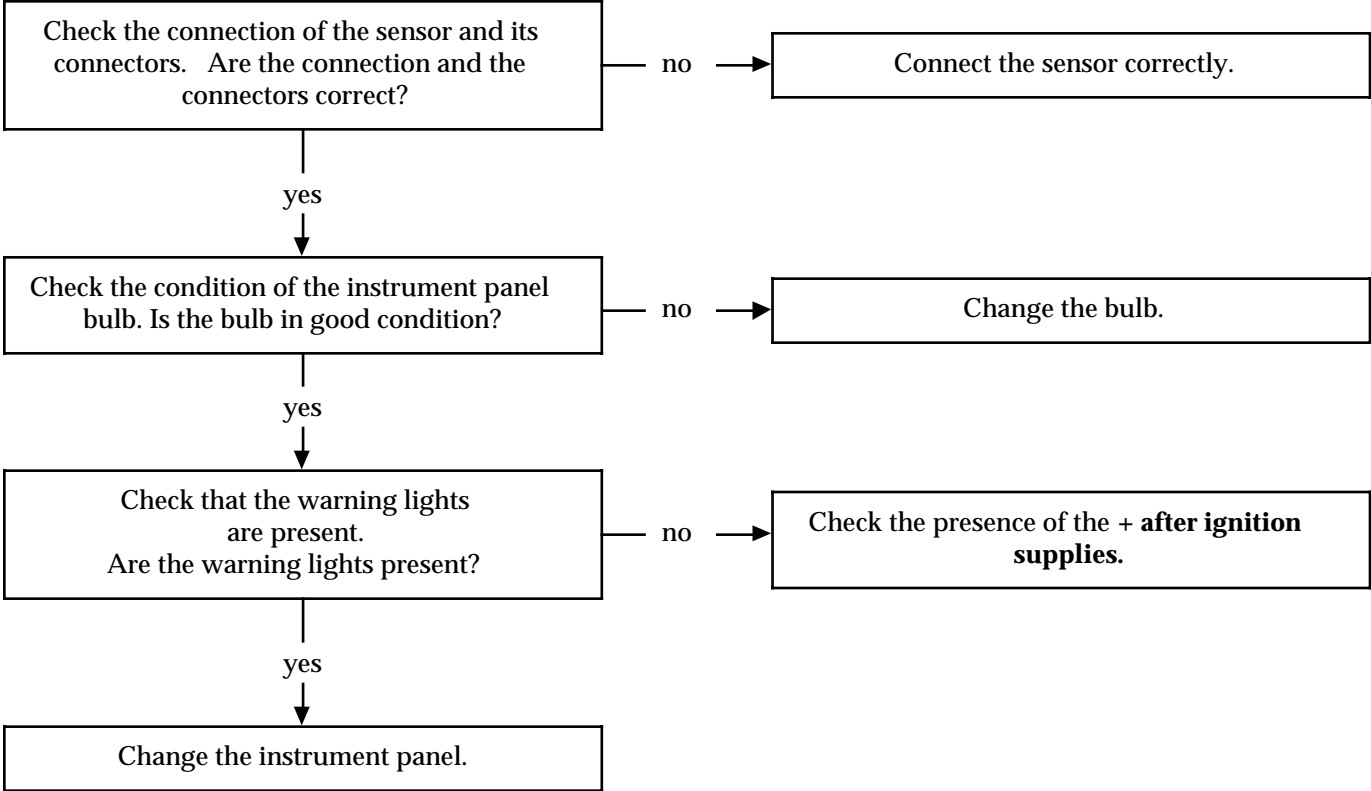 Check the connection of the sensor and its
connectors. Are the connection and the
connectors correct?
no
Connect the sensor correctly.
yes
Check the condition of the instrument panel
bulb. Is the bulb in good condition?
no
Change the bulb.
yes
Check that the warning lights
are present.
Are the warning lights present?
no
Check the presence of the + after ignition
supplies.
yes
Change the instrument panel.